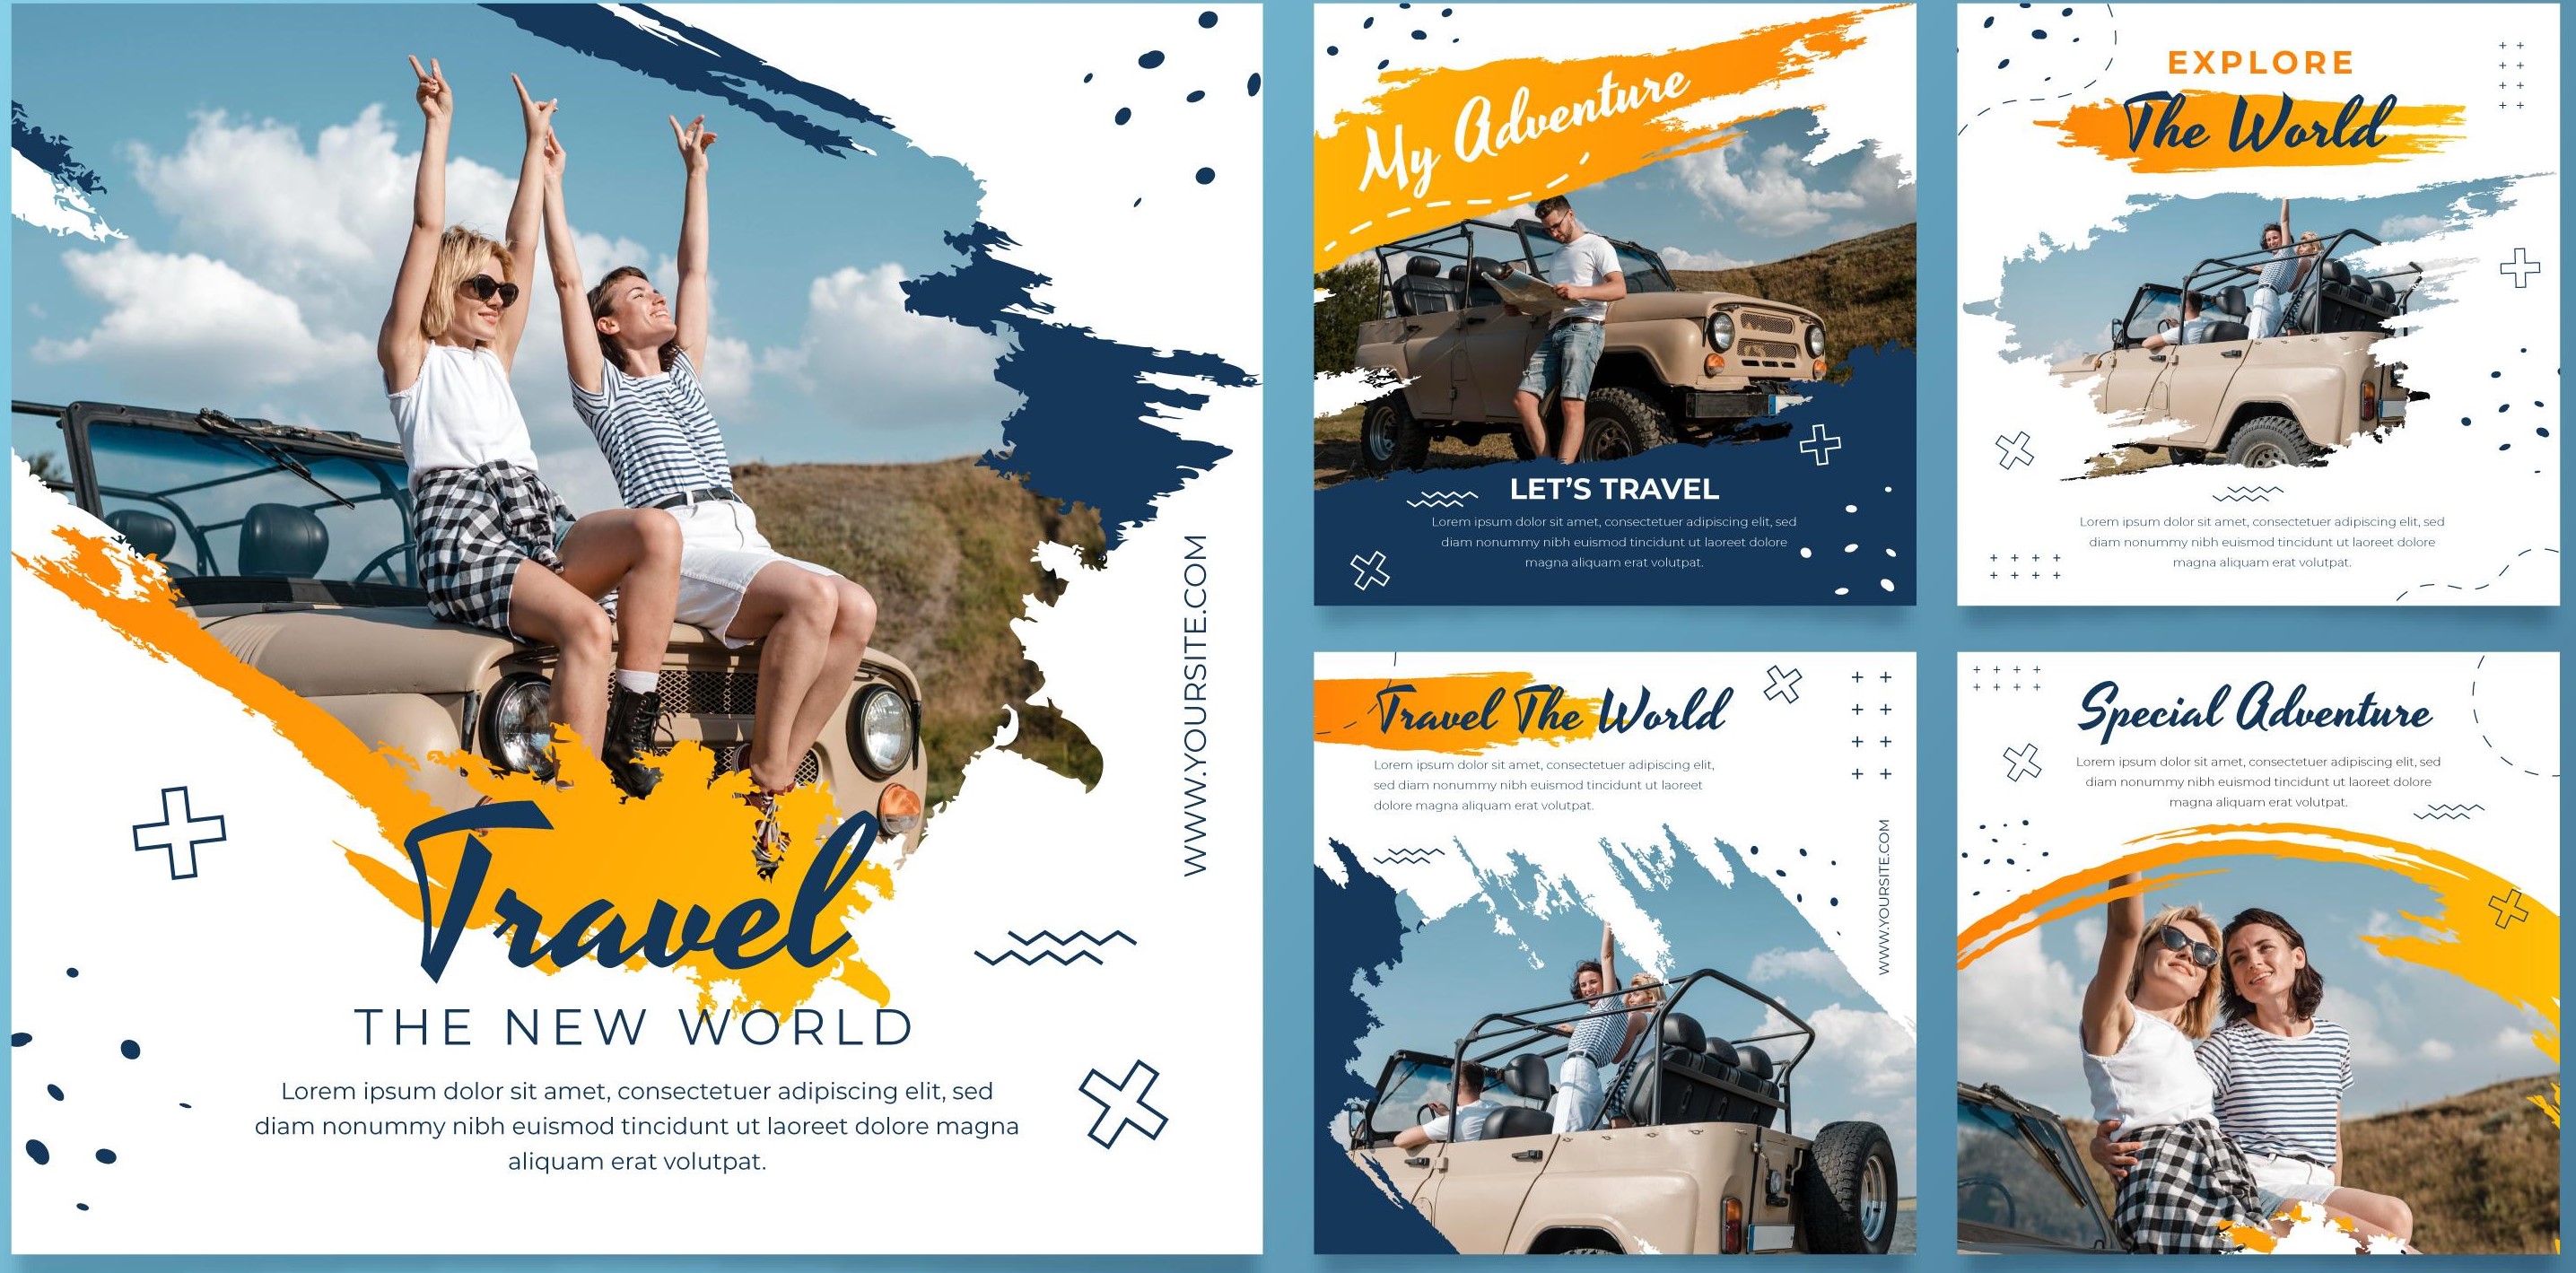 Travel
THE NEW WORLD
Lorem ipsum dolor sit amet, consectetuer adipiscing elit, sed
diam nonummy nibh euismod tincidunt ut laoreet dolore magna
aliquam erat volutpat.
WWW.YOURSITE.COM
My Adventure
LET'S TRAVEL
Lorem ipsum dolor sit amet, consectetuer adipiscing elit, sed
diam nonummy nibh euismod tincidunt ut laoreet dolore
magna aliquam erat volutpat.
EXPLORE
The World
Lorem ipsum dolor sit amet, consectetuer adipiscing elit, sed
diam nonummy nibh euismod tincidunt ut laoreet dolore
magna aliquam erat volutpat.
Travel The World
Lorem ipsum dolor sit amet, consectetuer adipiscing elit,
sed diam nonummy nibh euismod tincidunt ut laoreet
dolore magna aliquam erat volutpat.
WWW.YOURSITE.COM
Special Adventure
Lorem ipsum dolor sit amet, consectetuer adipiscing elit, sed
diam nonummy nibh euismod tincidunt ut laoreet dolore
magna aliquam erat volutpat.